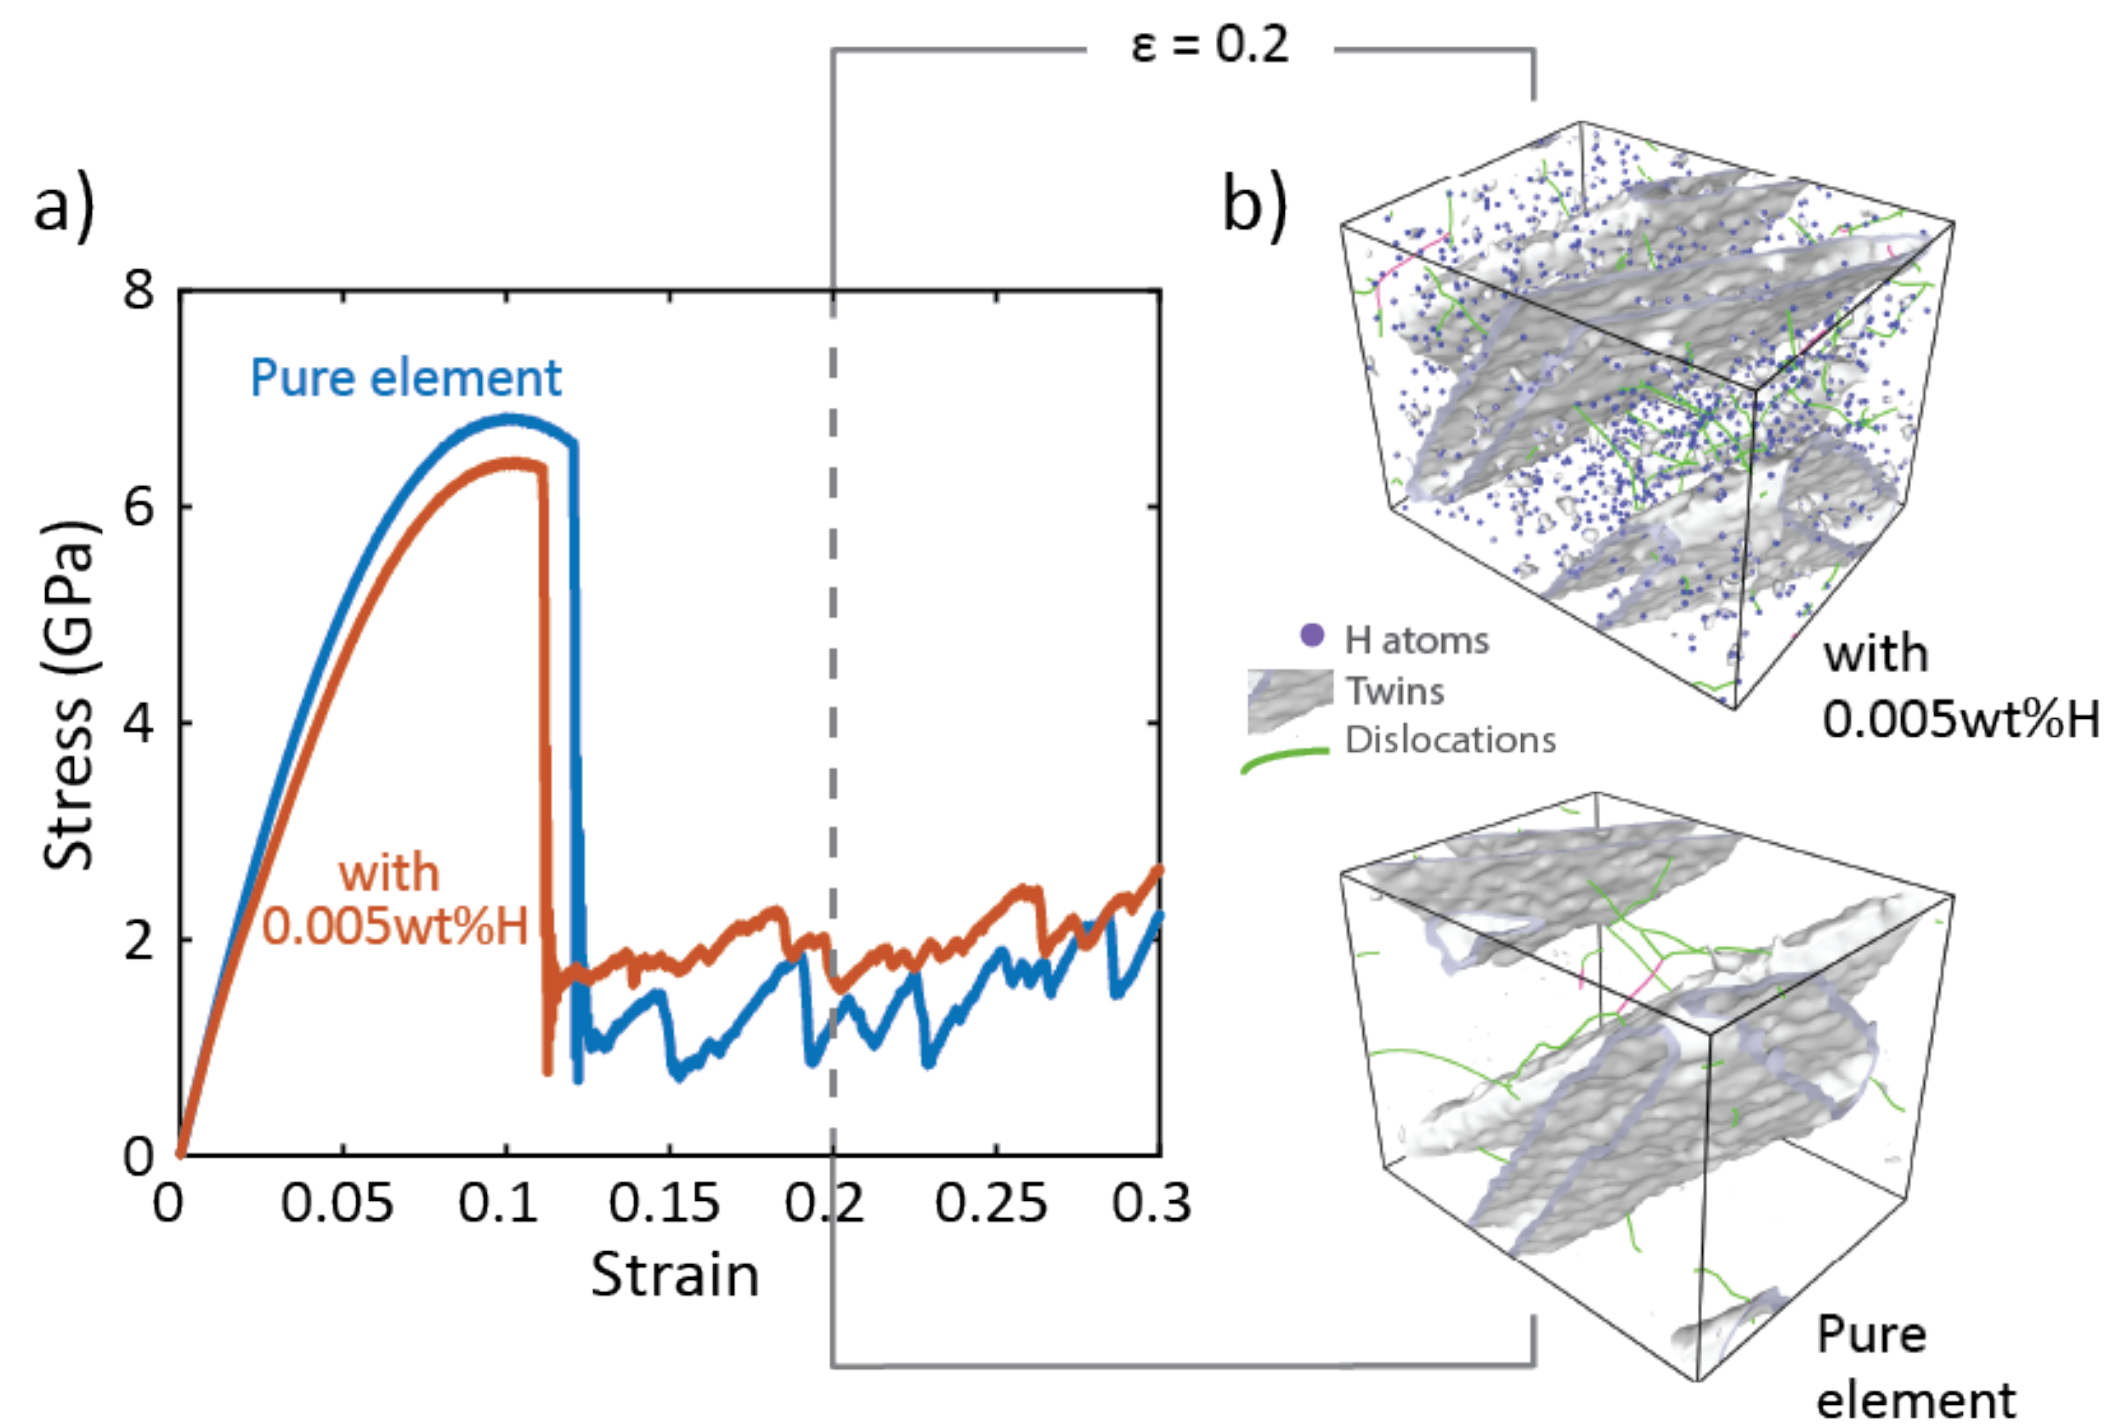 ε = 0.2
a)
b)
8
6
4
2
0
Stress (GPa)
Pure element
with
0.005wt%H
0
0.05
0.1
0.15
0.2
0.25
0.3
Strain
H atoms
Twins
Dislocations
with
0.005wt%H
Pure
element